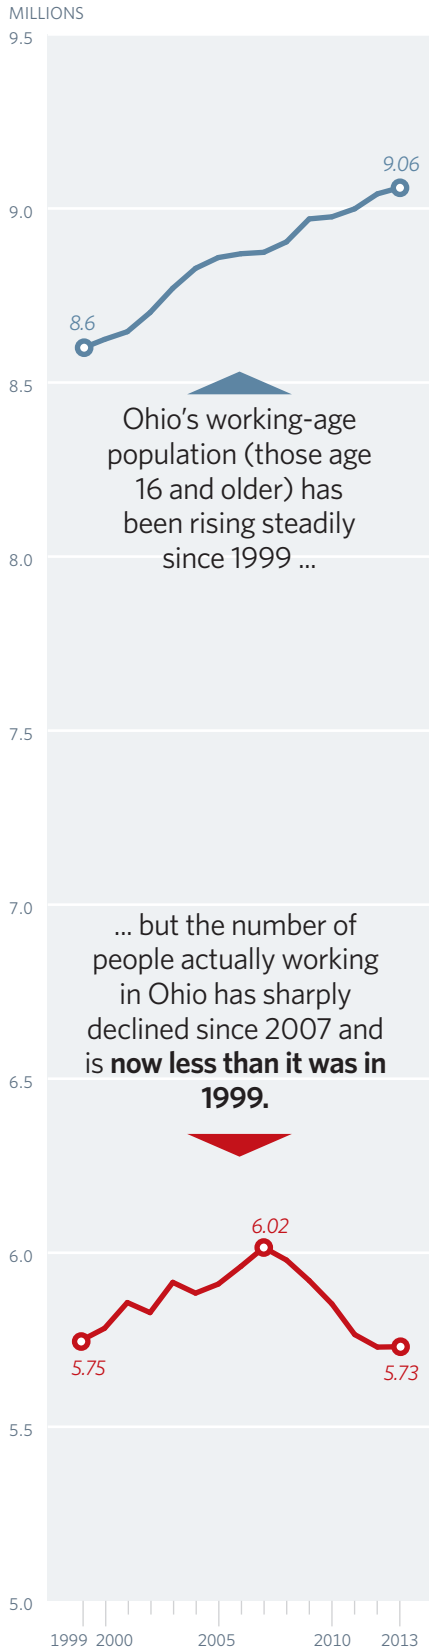 MILLIONS
9.5
9.06
9.0
8.6
8.5
Ohio’s working-age
population (those age
16 and older) has
been rising steadily
since 1999 ...
8.0
7.5
7.0
... but the number of
people actually working
in Ohio has sharply
declined since 2007 and
is now less than it was in
1999.
6.5
6.02
6.0
5.75
5.73
5.5
5.0
1999 2000 2005 2010 2013